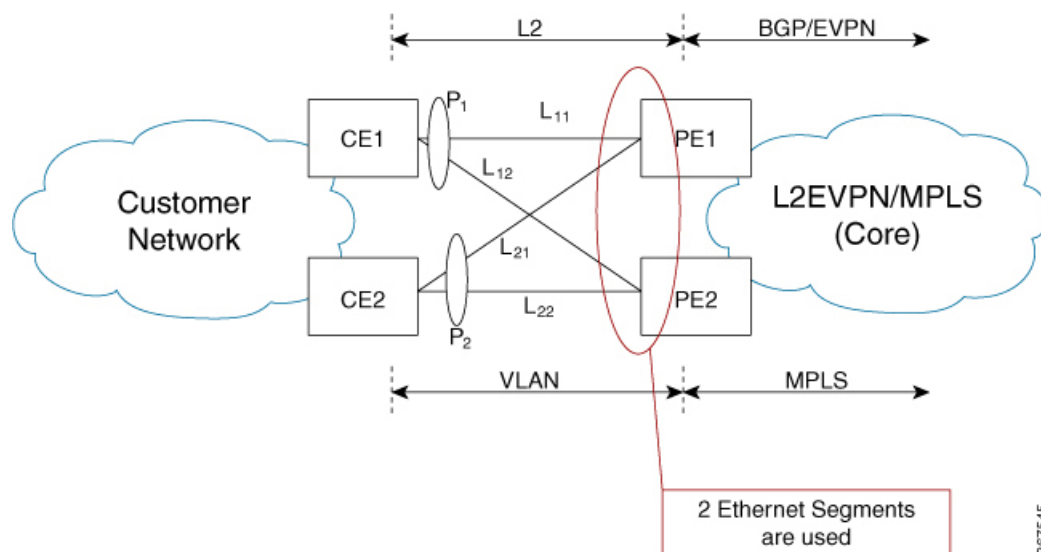 L2
BGP/EVPN
P1
L11
CE1
PE1
L12
Customer
Network
L2EVPN/MPLS
(Core)
L21
CE2
PE2
L22
P2
VLAN
MPLS
2 Ethernet Segments
are used